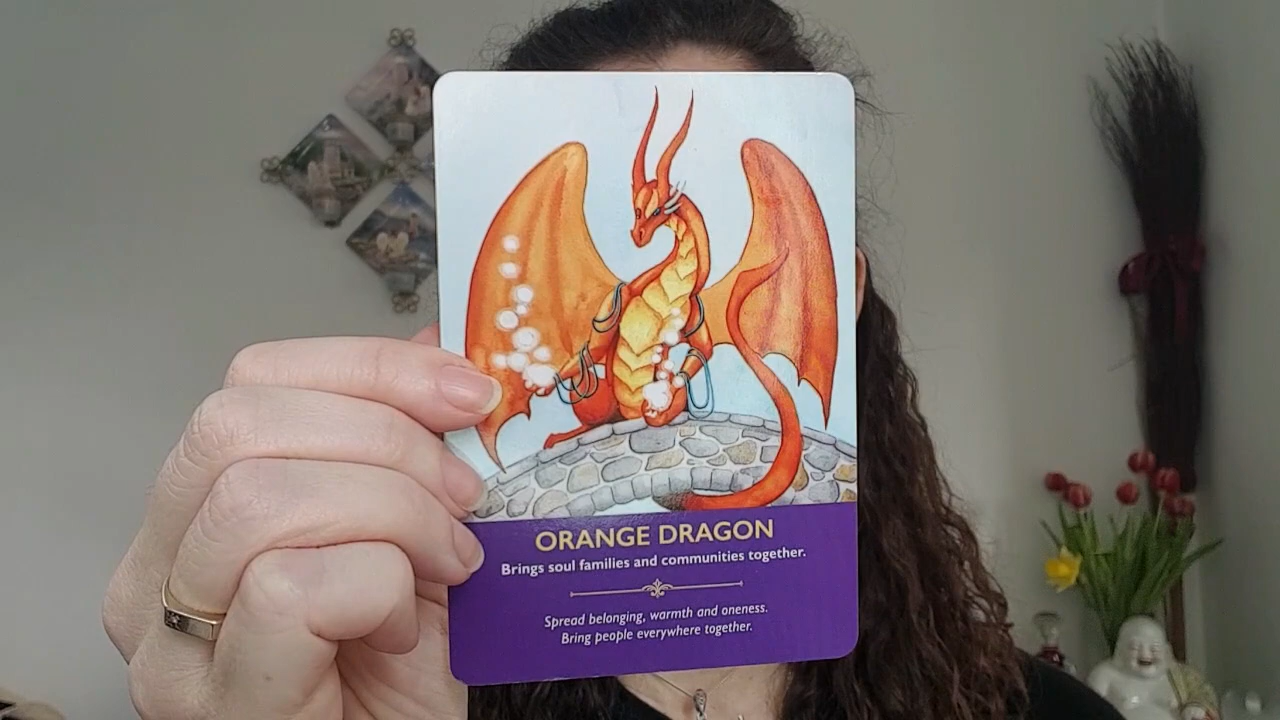 ORANGE DRAGON
Brings soul families and communities together.
Spread belonging, warmth and oneness.
Bring people everywhere together.